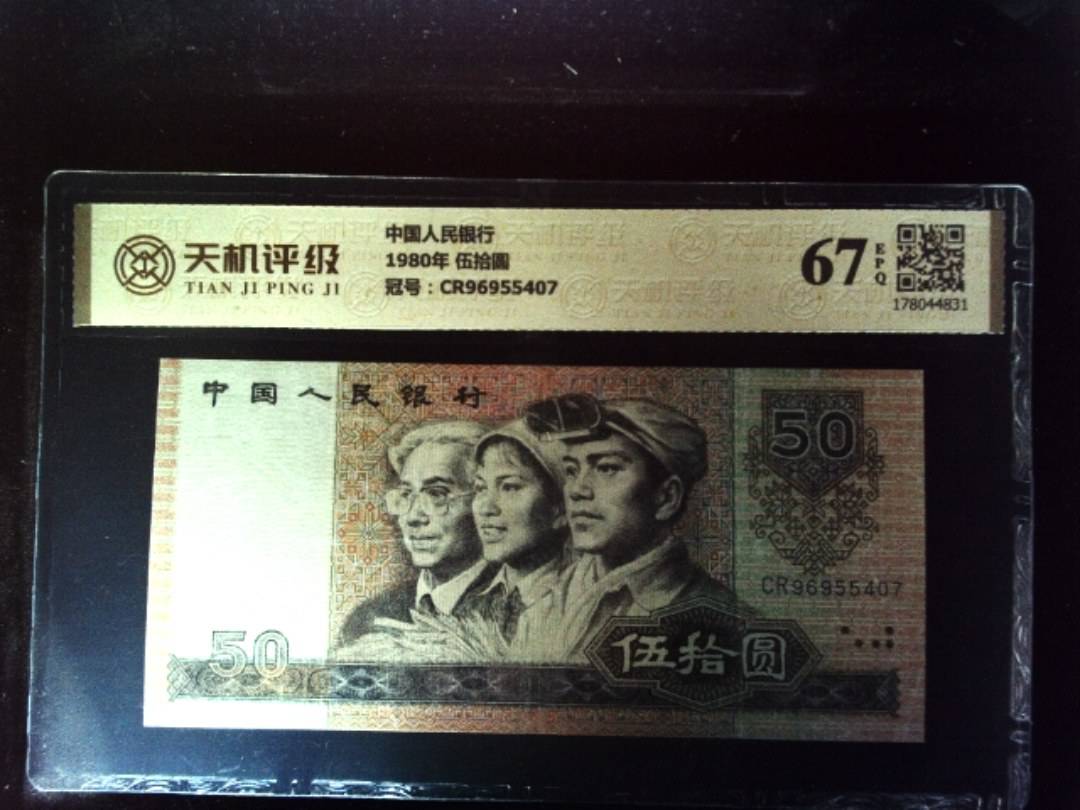 天机评级
TIAN JI PING JI
中国人民银行
1980年 伍拾圆
冠号：CR96955407
67
EPQ
178044831
中国人民银行
50
CR96955407
50
伍拾圆